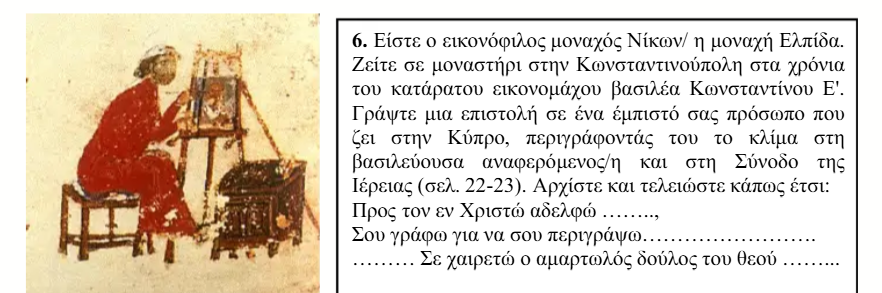 6. Είστε ο εικονόφιλος μοναχός Νίκων/ η μοναχή Ελπίδα.
Ζείτε σε μοναστήρι στην Κωνσταντινούπολη στα χρόνια
του κατάρατου εικονομάχου βασιλέα Κωνσταντίνου Ε'.
Γράψτε μια επιστολή σε ένα έμπιστό σας πρόσωπο που
ζει στην Κύπρο, περιγράφοντάς του το κλίμα στη
βασιλεύουσα αναφερόμενος/η και στη Σύνοδο της
Ιέρειας (σελ. 22-23). Αρχίστε και τελειώστε κάπως έτσι:
Προς τον εν Χριστώ αδελφώ ……..,
Σου γράφω για να σου περιγράψω…………………….
……… Σε χαιρετώ ο αμαρτωλός δούλος του θεού ……...